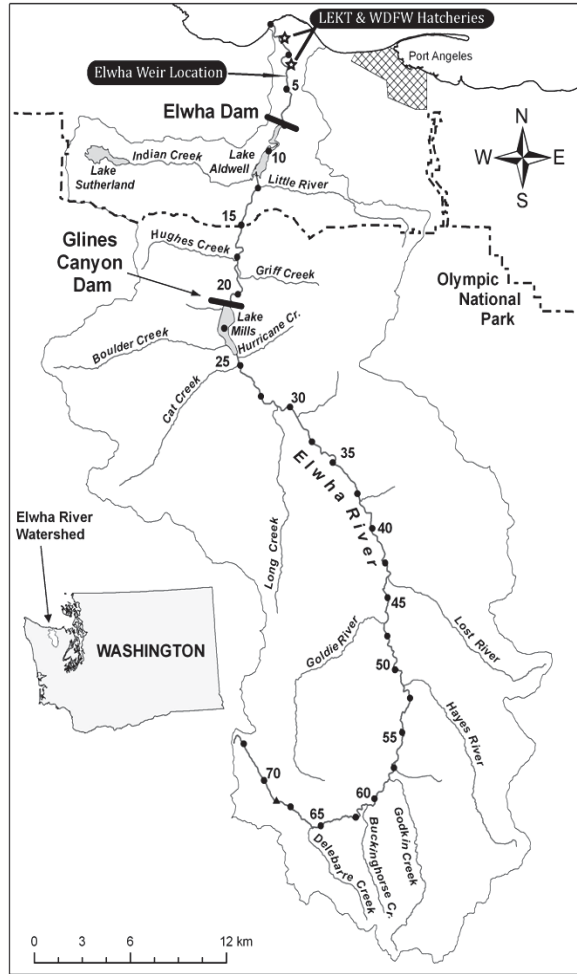 LEKT & WDFW Hatcheries
Port Angeles
Elwha Weir Location
5
Elwha Dam
N
W
E
S
10
Lake
Aldwell
Indian Creek
Lake
Sutherland
Little River
15
Hughes Creek
Glines
Canyon
Dam
Griff Creek
20
Olympic
National
Park
Lake
Mills
Hurricane Cr.
Boulder Creek
25
Cat Creek
30
35
Elwha River
40
Elwha River
Watershed
Long Creek
45
WASHINGTON
Goldie River
Lost River
50
Hayes River
55
70
60
65
Godkin Creek
Buckinghorse Cr.
Delebarte Creek
0
6
12 km